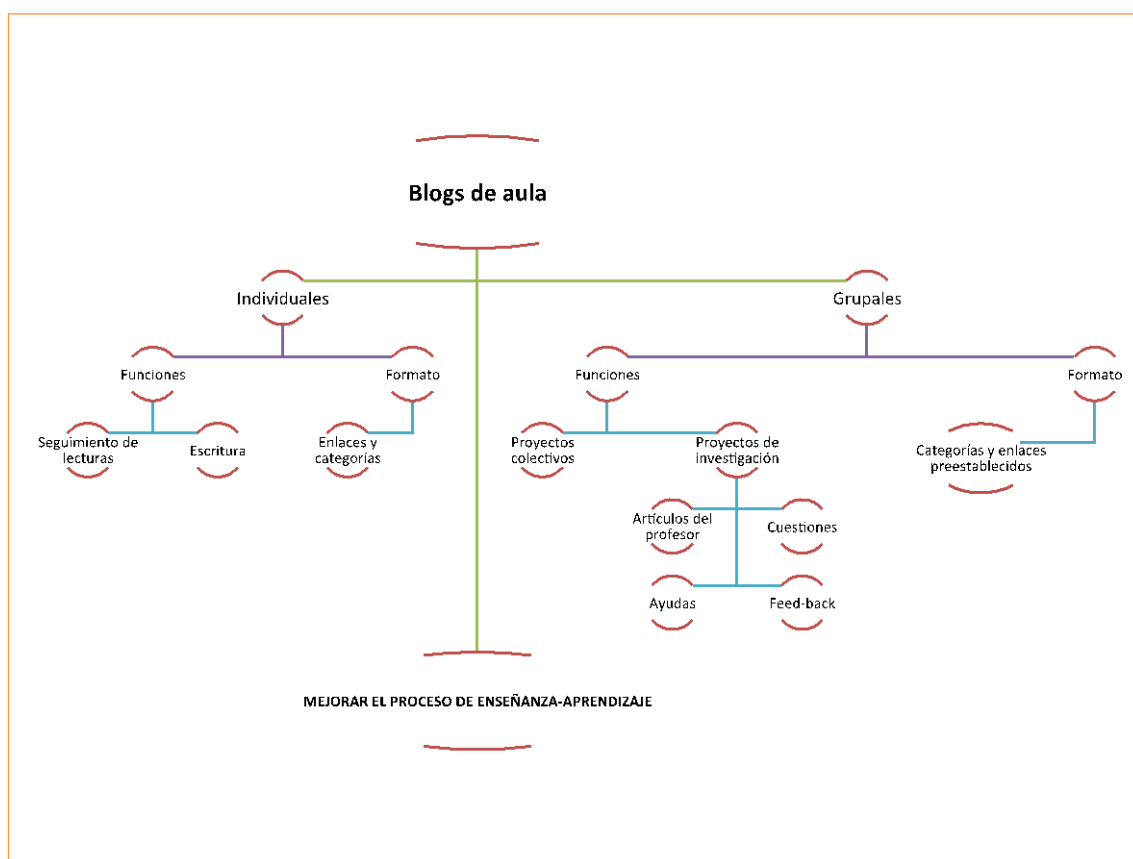 Blogs de aula
Individuales
Grupales
Funciones
Formato
Funciones
Formato
Seguimiento de
lecturas
Escritura
Enlaces y
categorías
Proyectos
colectivos
Proyectos de
investigación
Categorías y enlaces
preestablecidos
Artículos del
profesor
Cuestiones
Ayudas
Feed-back
MEJORAR EL PROCESO DE ENSEÑANZA-APRENDIZAJE